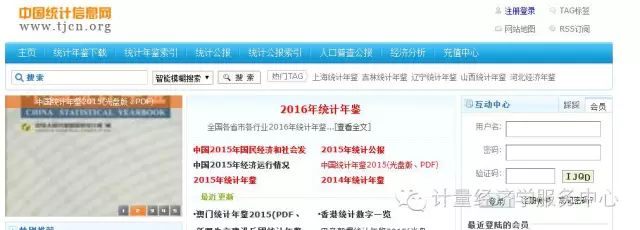 中国统计信息网
www.tjcn.org
注册登录 TAG标签
网站地图 RSS订阅
主页 统计年鉴下载 统计年鉴索引 统计公报 统计公报索引 人口普查公报 经济分析 充值中心
搜索 智能模糊搜索 搜索 热门TAG 上海统计年鉴 吉林统计年鉴 辽宁统计年鉴 山西统计年鉴 河北经济年鉴
中国统计年鉴2015(光盘版、PDF)
CHINA STATISTICAL YEARBOOK
1 2 3 4 5
2016年统计年鉴
全国各省市各行业2016年统计年鉴...[查看全文]
中国2015年国民经济和社会发 2015年统计公报
中国2015年经济运行情况 中国统计年鉴2015(光盘版、PDF)
2015年统计年鉴 2014年统计年鉴
最近更新
·澳门统计年鉴2015(PDF、 ·香港统计数字一览
互动中心 踩踩 会员
用户名:
密码:
验证码: IJQD
登录 注册帐号 忘记密码?
最近登陆的会员
计量经济学服务中心